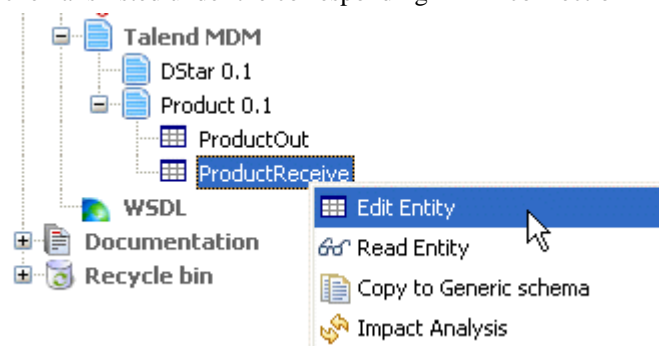 Talend MDM
DStar 0.1
Product 0.1
ProductOut
ProductReceive
WSDL
Edit Entity
Documentation
Read Entity
Recycle bin
Copy to Generic schema
Impact Analysis